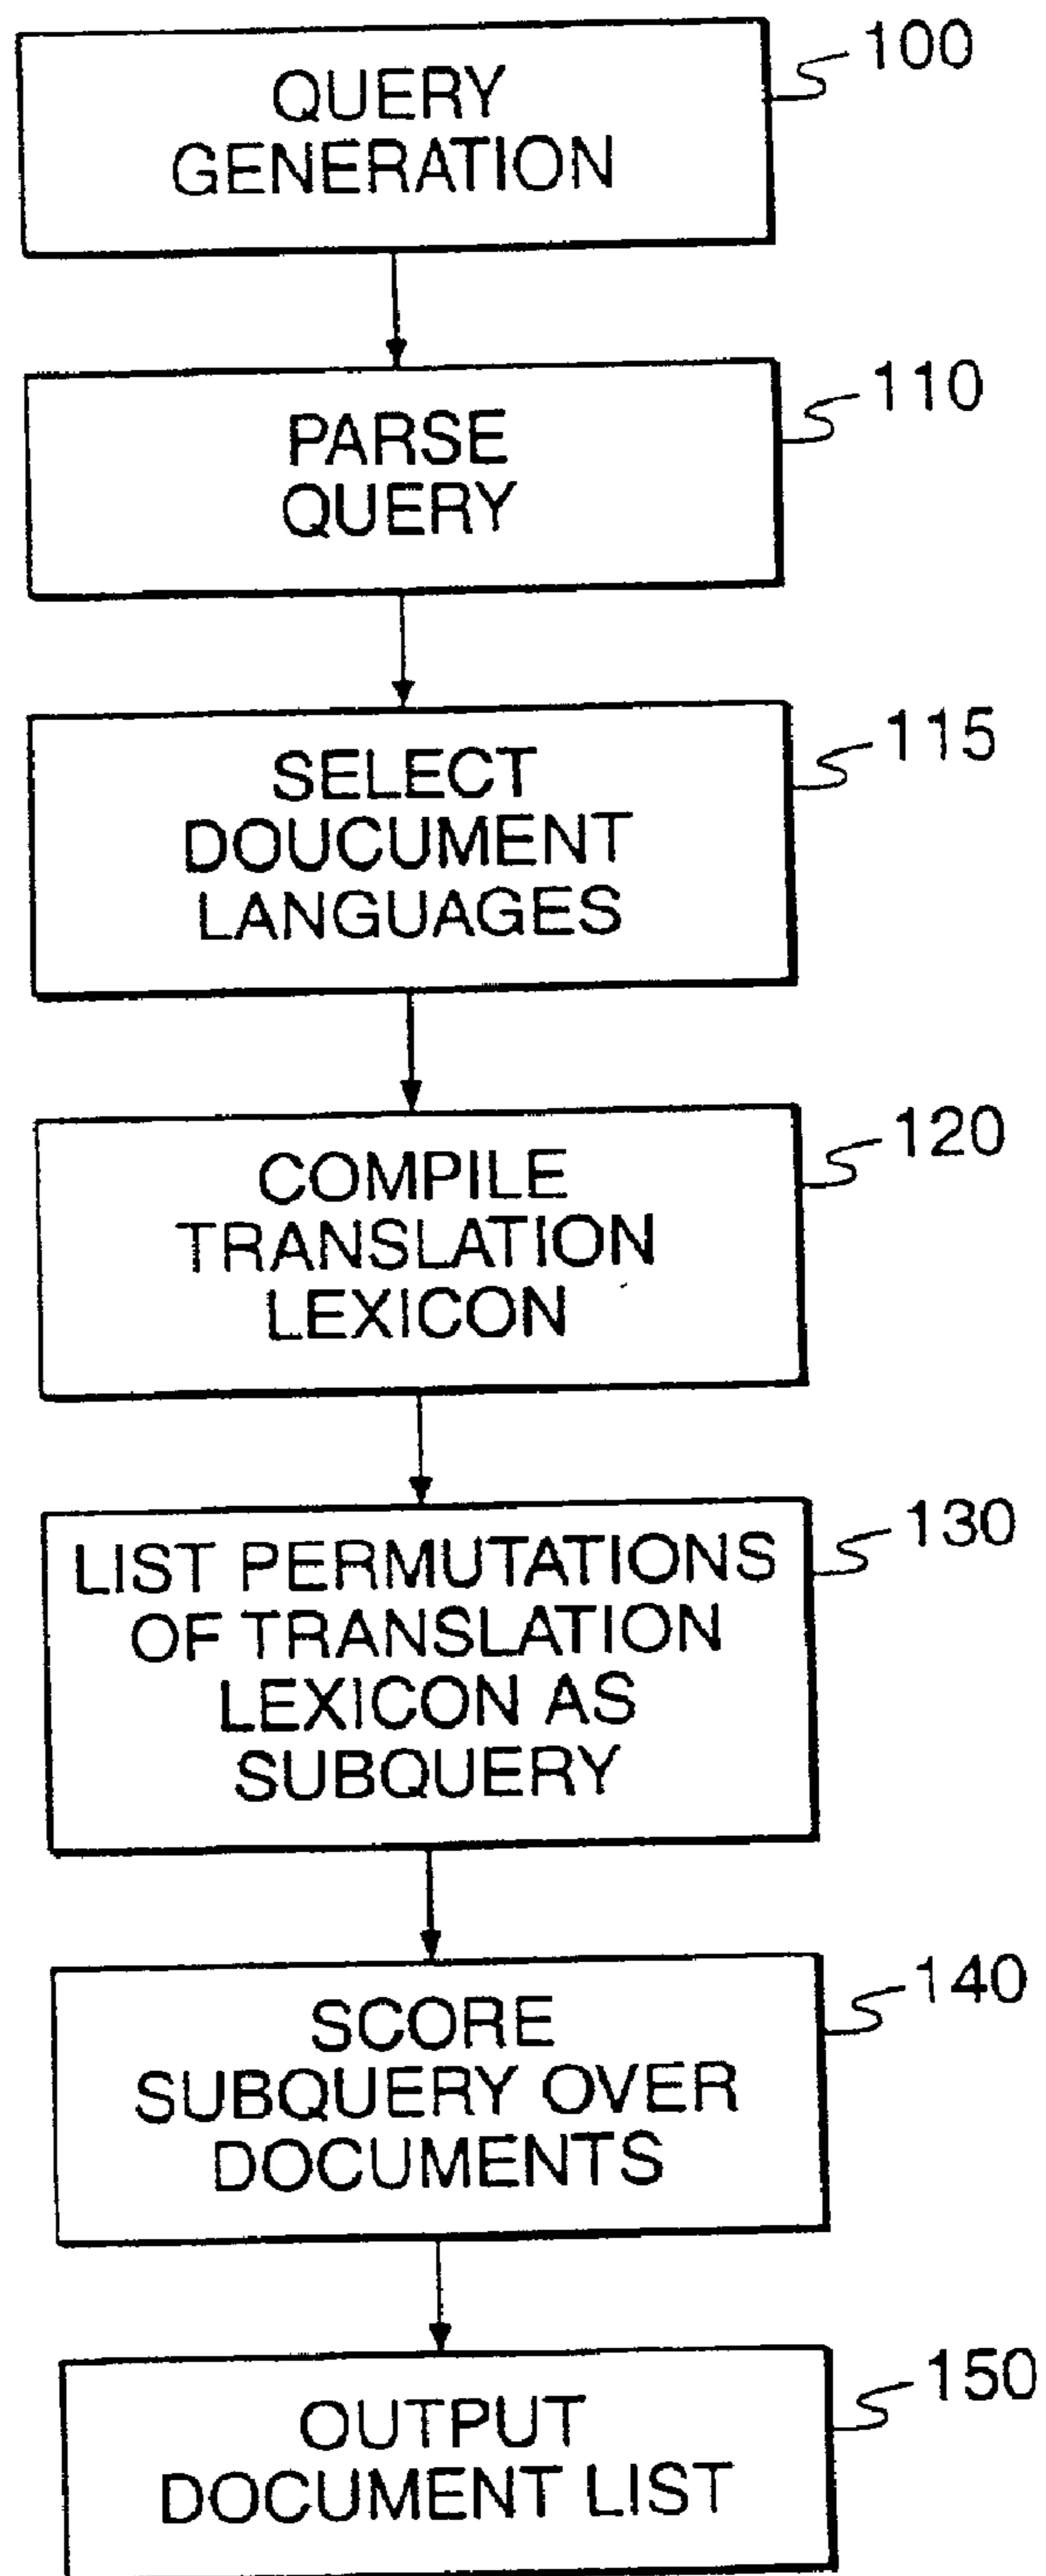 100
QUERY
GENERATION
110
PARSE
QUERY
115
SELECT
DOUCUMENT
LANGUAGES
120
COMPILE
TRANSLATION
LEXICON
130
LIST PERMUTATIONS
OF TRANSLATION
LEXICON AS
SUBQUERY
140
SCORE
SUBQUERY OVER
DOCUMENTS
150
OUTPUT
DOCUMENT LIST